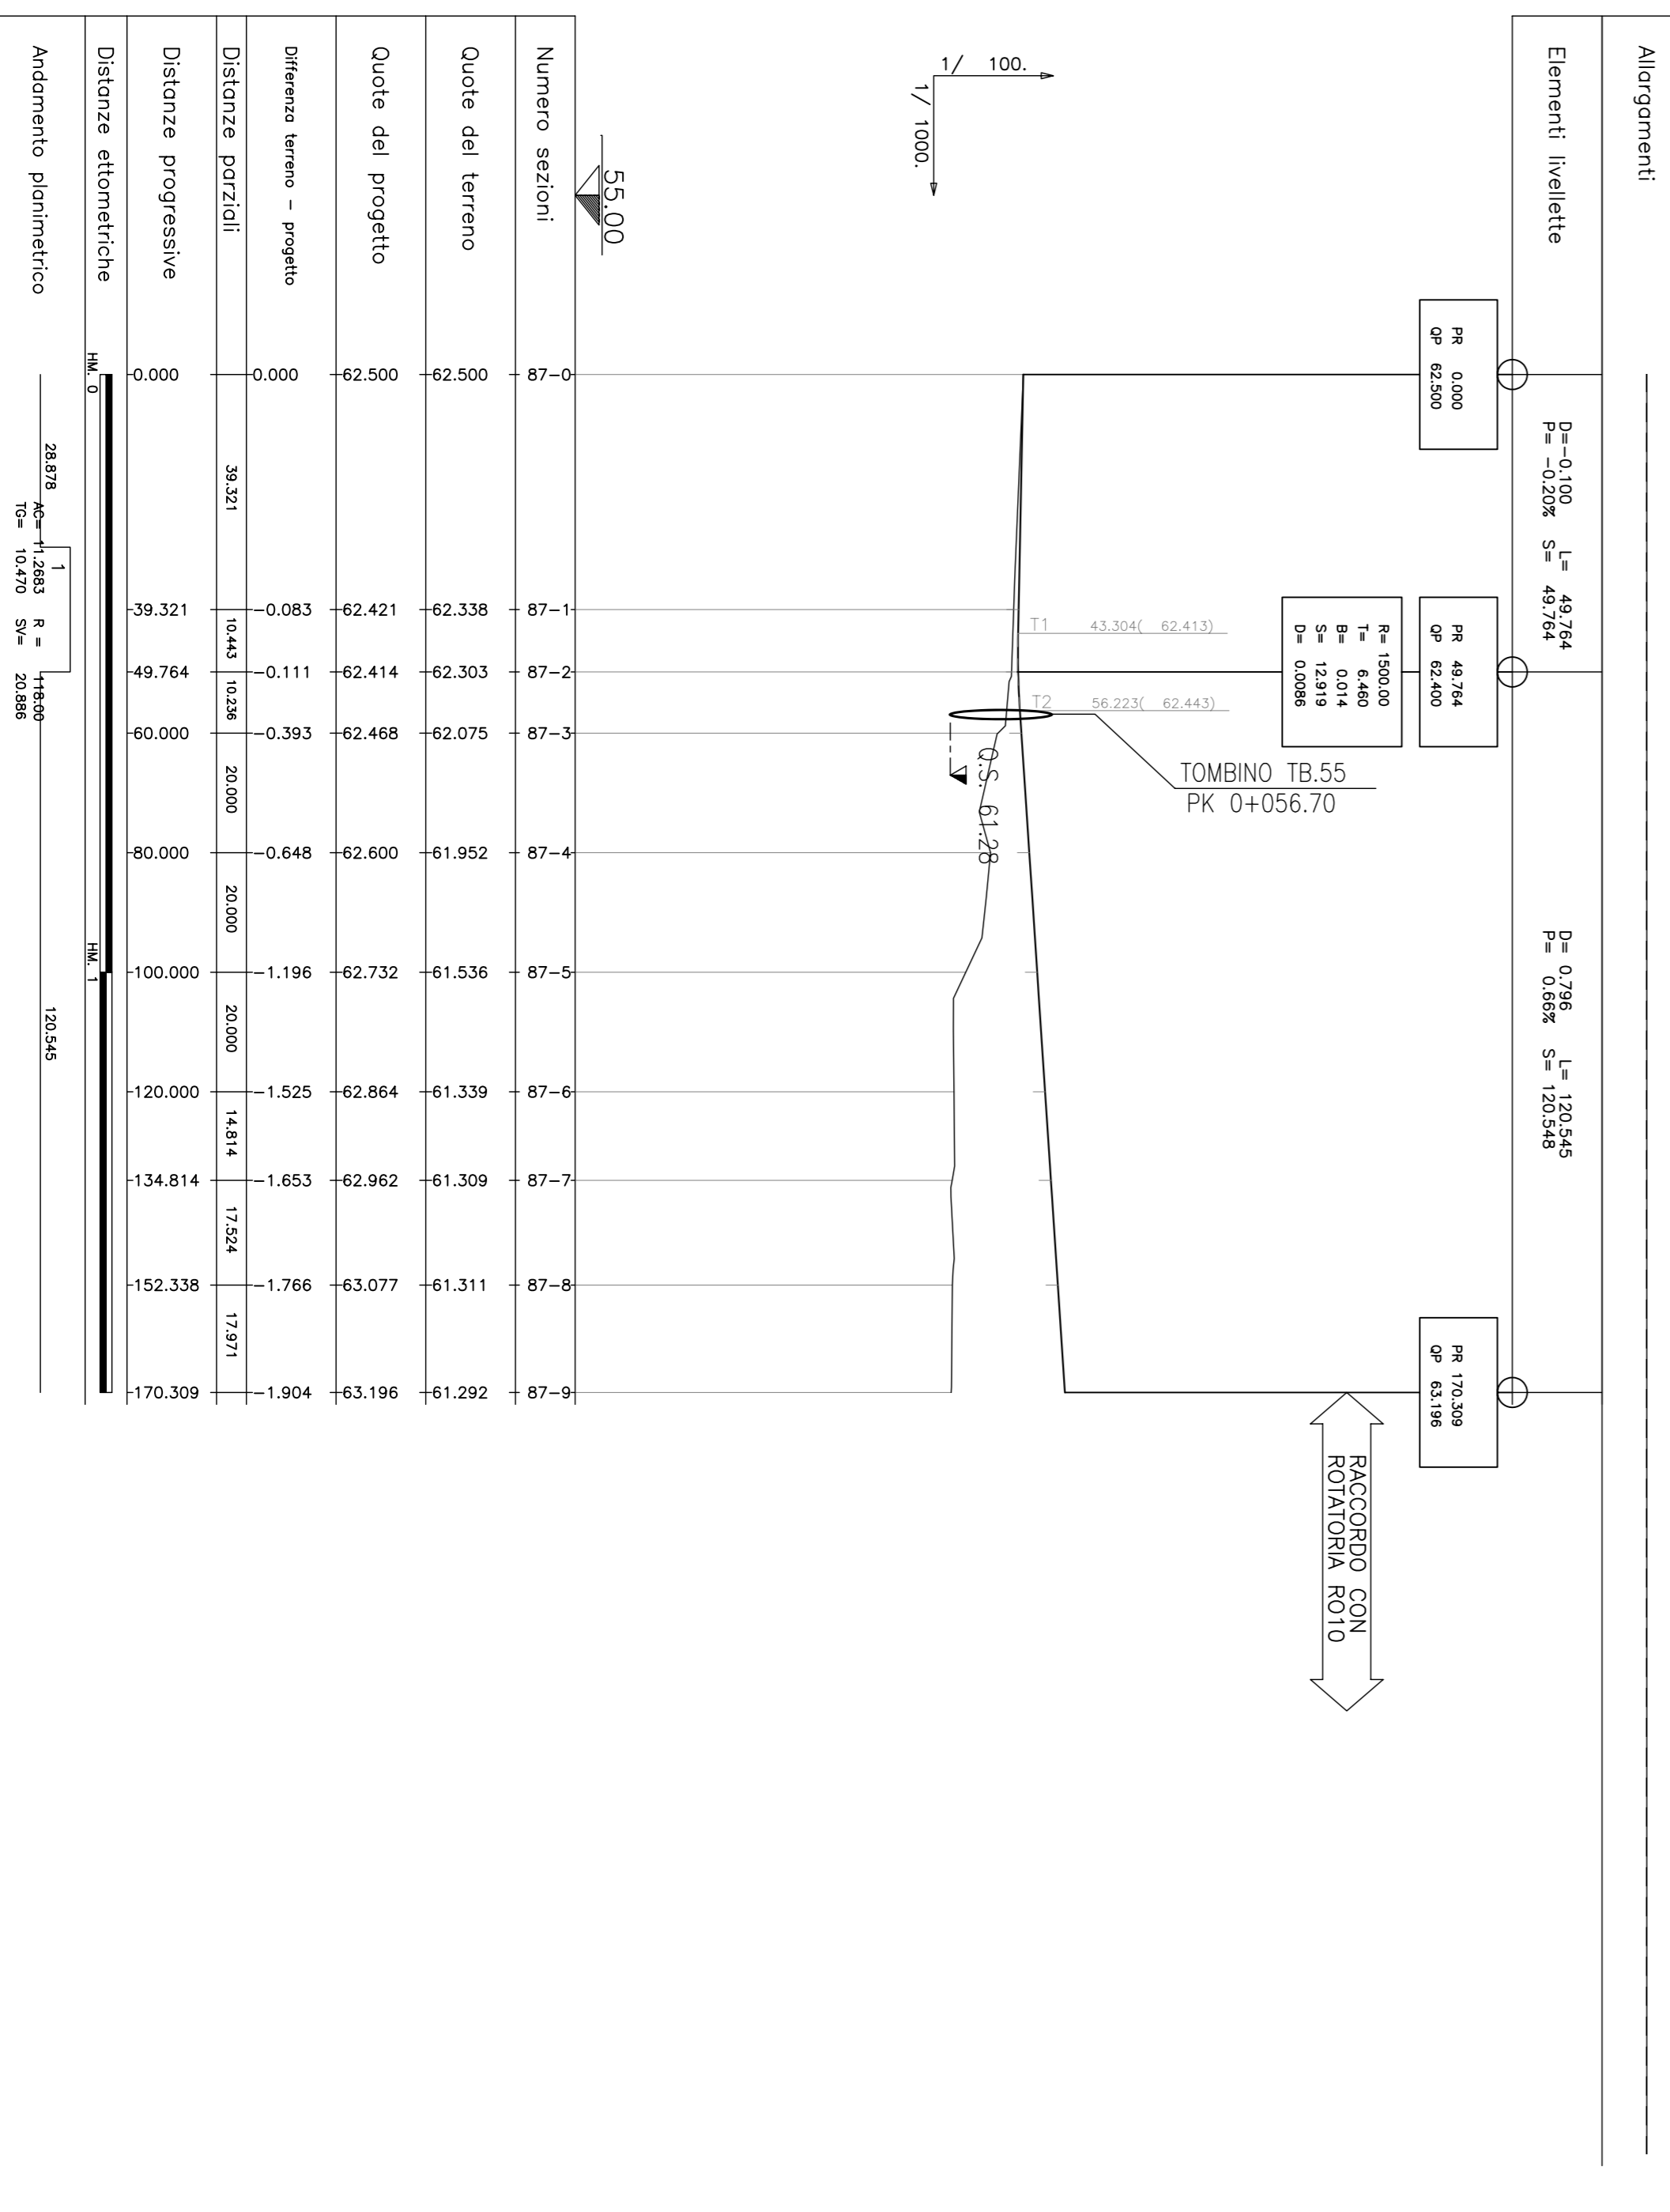 Allargamenti
Elementi livellette
D=-0.100 L= 49.764
P= -0.20% S= 49.764
D= 0.796 L= 120.545
P= 0.66% S= 120.548
PR 0.000
QP 62.500
PR 49.764
QP 62.400
PR 170.309
QP 63.196
R= 1500.00
T= 6.460
B= 0.014
S= 12.919
D= 0.0086
RACCORDO CON
ROTATORIA RO10
TOMBINO TB.55
PK 0+056.70
T1 43.304( 62.413)
T2 56.223( 62.443)
Q.S. 61.28
1/ 100.
1/ 1000.
55.00
Numero sezioni
87-0 87-1 87-2 87-3 87-4 87-5 87-6 87-7 87-8 87-9
Quote del terreno
62.500 62.338 62.303 62.075 61.952 61.536 61.339 61.309 61.311 61.292
Quote del progetto
62.500 62.421 62.414 62.468 62.600 62.732 62.864 62.962 63.077 63.196
Differenza terreno - progetto
0.000 -0.083 -0.111 -0.393 -0.648 -1.196 -1.525 -1.653 -1.766 -1.904
Distanze parziali
39.321 10.443 10.236 20.000 20.000 20.000 14.814 17.524 17.971
Distanze progressive
0.000 39.321 49.764 60.000 80.000 100.000 120.000 134.814 152.338 170.309
Distanze ettometriche
HM. 0 HM. 1
Andamento planimetrico
28.878
1
AC= 11.2683 R = 118.00
TG= 10.470 SV= 20.886
120.545